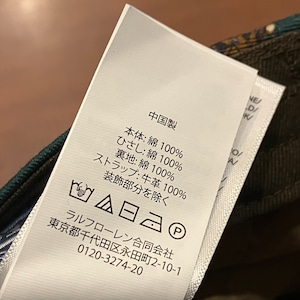 中国製
本体: 綿 100%
ひさし: 綿 100%
裏地: 綿 100%
ストラップ: 牛革 100%
装飾部分を除く
P
ラルフローレン合同会社
東京都千代田区永田町2-10-1
0120-3274-20